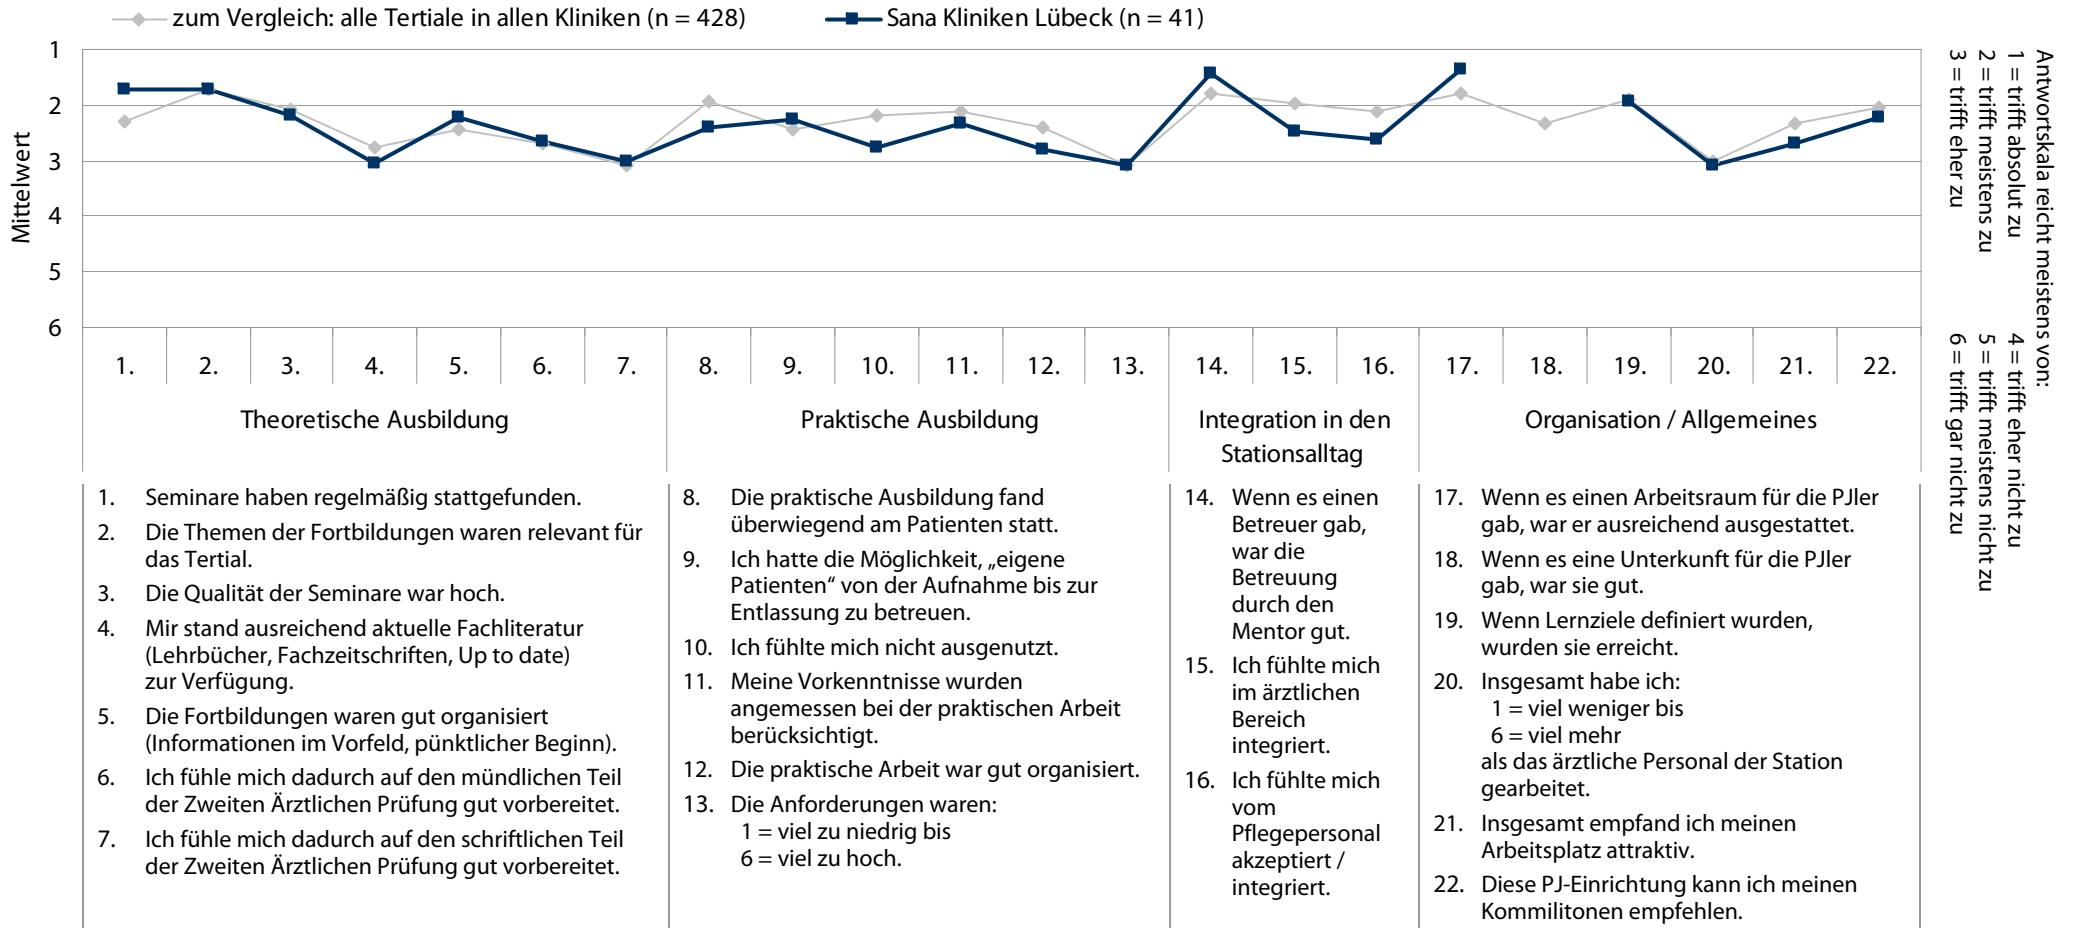 zum Vergleich: alle Tertiale in allen Kliniken (n = 428)
Sana Kliniken Lübeck (n = 41)
Mittelwert
1
2
3
4
5
6
1.
2.
3.
4.
5.
6.
7.
8.
9.
10.
11.
12.
13.
14.
15.
16.
17.
18.
19.
20.
21.
22.
Theoretische Ausbildung
Praktische Ausbildung
Integration in den
Stationsalltag
Organisation / Allgemeines
1. Seminare haben regelmäßig stattgefunden.
2. Die Themen der Fortbildungen waren relevant für
das Tertial.
3. Die Qualität der Seminare war hoch.
4. Mir stand ausreichend aktuelle Fachliteratur
(Lehrbücher, Fachzeitschriften, Up to date)
zur Verfügung.
5. Die Fortbildungen waren gut organisiert
(Informationen im Vorfeld, pünktlicher Beginn).
6. Ich fühle mich dadurch auf den mündlichen Teil
der Zweiten Ärztlichen Prüfung gut vorbereitet.
7. Ich fühle mich dadurch auf den schriftlichen Teil
der Zweiten Ärztlichen Prüfung gut vorbereitet.
8. Die praktische Ausbildung fand
überwiegend am Patienten statt.
9. Ich hatte die Möglichkeit, „eigene
Patienten“ von der Aufnahme bis zur
Entlassung zu betreuen.
10. Ich fühlte mich nicht ausgenutzt.
11. Meine Vorkenntnisse wurden
angemessen bei der praktischen Arbeit
berücksichtigt.
12. Die praktische Arbeit war gut organisiert.
13. Die Anforderungen waren:
1 = viel zu niedrig bis
6 = viel zu hoch.
14. Wenn es einen
Betreuer gab,
war die
Betreuung
durch den
Mentor gut.
15. Ich fühlte mich
im ärztlichen
Bereich
integriert.
16. Ich fühlte mich
vom
Pflegepersonal
akzeptiert /
integriert.
17. Wenn es einen Arbeitsraum für die PJler
gab, war er ausreichend ausgestattet.
18. Wenn es eine Unterkunft für die PJler
gab, war sie gut.
19. Wenn Lernziele definiert wurden,
wurden sie erreicht.
20. Insgesamt habe ich:
1 = viel weniger bis
6 = viel mehr
als das ärztliche Personal der Station
gearbeitet.
21. Insgesamt empfand ich meinen
Arbeitsplatz attraktiv.
22. Diese PJ-Einrichtung kann ich meinen
Kommilitonen empfehlen.
Antwortskala reicht meistens von:
1 = trifft absolut zu
2 = trifft meistens zu
3 = trifft eher zu
4 = trifft eher nicht zu
5 = trifft meistens nicht zu
6 = trifft gar nicht zu